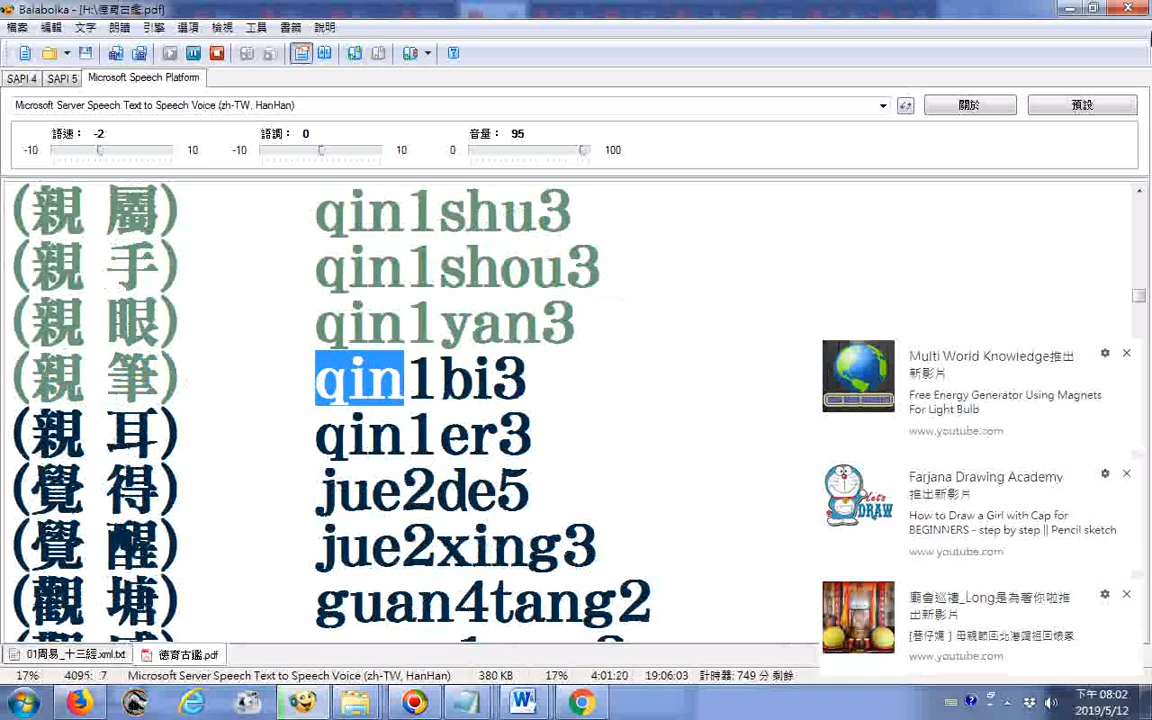 Balabolka - [H:\德育古鑑.pdf]
檔案 編輯 文字 朗讀 引擎 選項 檢視 工具 書籤 說明
SAPI 4 SAPI 5 Microsoft Speech Platform
Microsoft Server Speech Text to Speech Voice (zh-TW, HanHan) 關於 預設
語速： -2 語調： 0 音量： 95
-10 10 -10 10 0 100
(親 屬) qin1shu3
(親 手) qin1shou3
(親 眼) qin1yan3
(親 筆) qin1bi3
(親 耳) qin1er3
(覺 得) jue2de5
(覺 醒) jue2xing3
(觀 塘) guan4tang2
Multi World Knowledge推出
新影片
Free Energy Generator Using Magnets
For Light Bulb
www.youtube.com
Farjana Drawing Academy
推出新影片
How to Draw a Girl with Cap for
BEGINNERS - step by step || Pencil sketch
www.youtube.com
廟會巡禮_Long是為著你啦推
出新影片
www.youtube.com
01周易_十三經.xml.txt 德育古鑑.pdf
17% 4095: 7 Microsoft Server Speech Text to Speech Voice (zh-TW, HanHan) 380 KB 17% 4:01:20 19:06:03 計時器: 749 分 剩餘
下午 08:02
2019/5/12